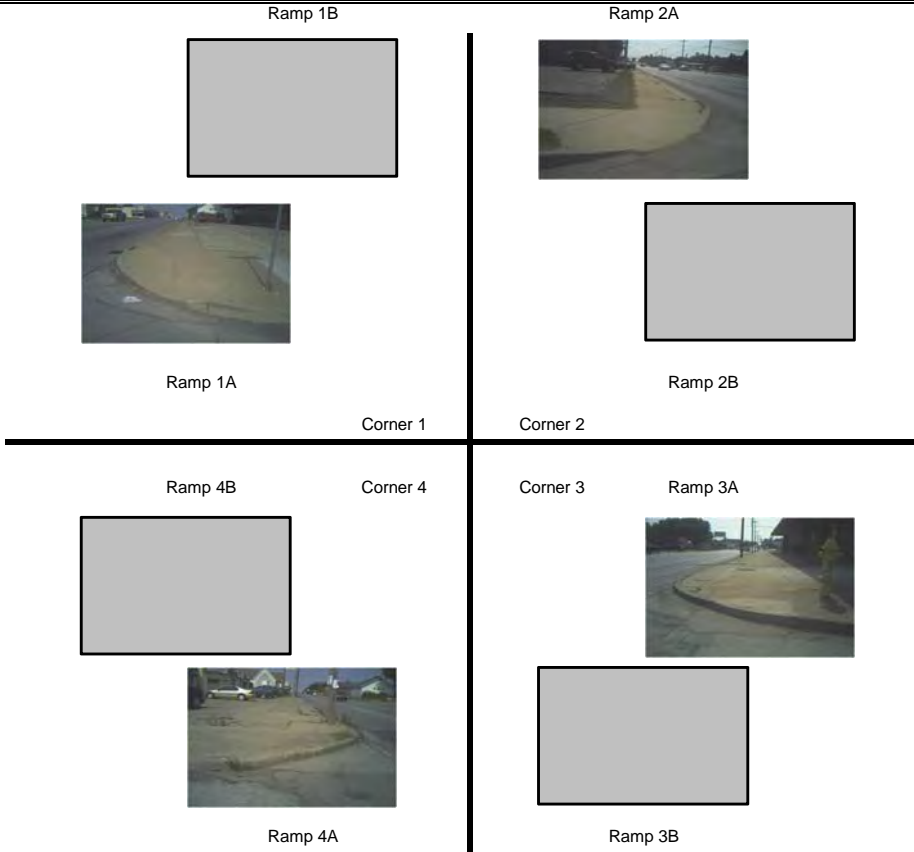 Ramp 1B Ramp 2A
Ramp 1A Ramp 2B
Corner 1 Corner 2
Ramp 4B Corner 4 Corner 3 Ramp 3A
Ramp 4A Ramp 3B